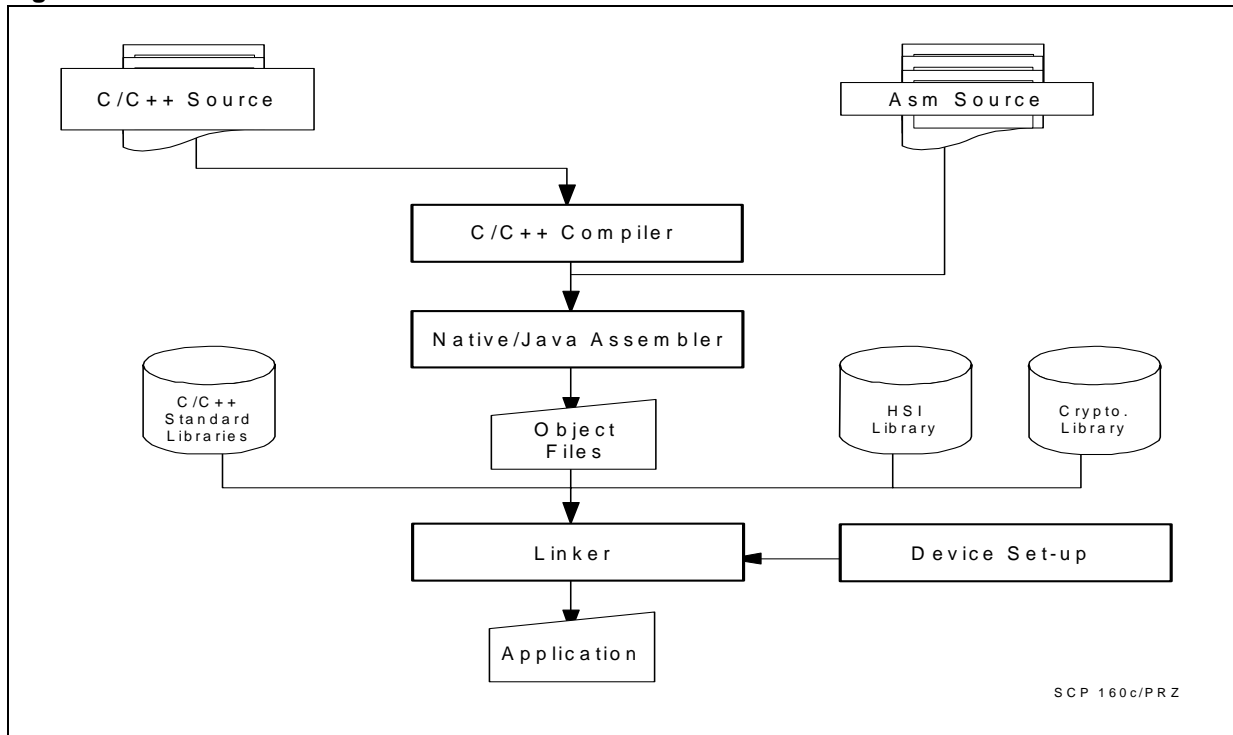 C/C++ Source
Asm Source
C/C++ Compiler
Native/Java Assembler
C/C++
Standard
Libraries
Object
Files
HSI
Library
Crypto.
Library
Linker
Device Set-up
Application
SCP 160c/PRZ